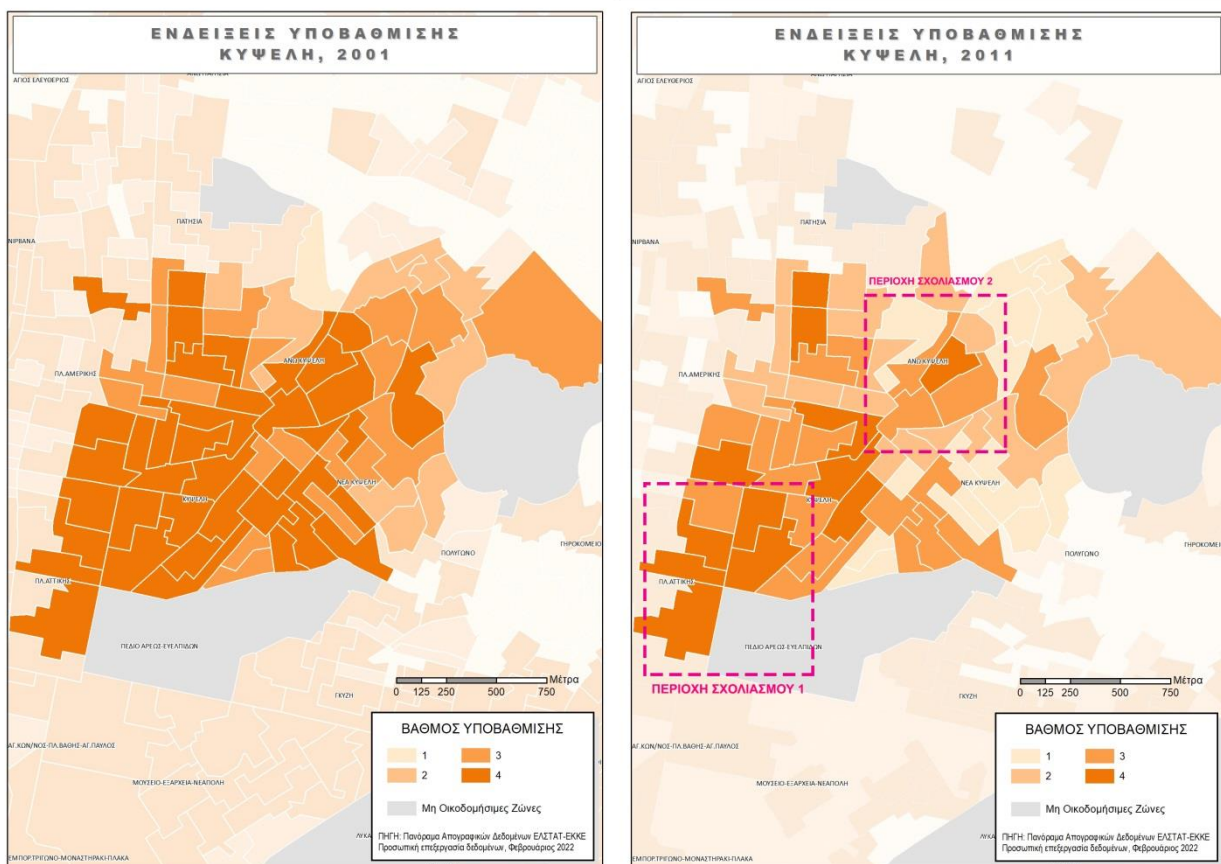 ΕΝΔΕΙΞΕΙΣ ΥΠΟΒΑΘΜΙΣΗΣ
ΚΥΨΕΛΗ, 2001
ΑΓΙΟΣ ΕΛΕΥΘΕΡΙΟΣ
ΠΑΤΗΣΙΑ
ΝΙΡΒΑΝΑ
ΑΝΩ ΚΥΨΕΛΗ
ΠΛ.ΑΜΕΡΙΚΗΣ
ΝΕΑ ΚΥΨΕΛΗ
ΚΥΨΕΛΗ
ΠΟΛΥΓΩΝΟ
ΠΛ.ΑΤΤΙΚΗΣ
ΠΕΔΙΟ ΑΡΕΩΣ-ΕΥΕΛΠΙΔΩΝ
Μέτρα
0 125 250 500 750
ΓΚΥΖΗ
ΑΓ.ΚΩΝ/ΝΟΣ-ΠΛ.ΒΑΘΗΣ-ΑΓ.ΠΑΥΛΟΣ
ΜΟΥΣΕΙΟ-ΕΞΑΡΧΕΙΑ-ΝΕΑΠΟΛΗ
ΒΑΘΜΟΣ ΥΠΟΒΑΘΜΙΣΗΣ
1 3
2 4
Μη Οικοδομήσιμες Ζώνες
ΠΗΓΗ: Πανόραμα Απογραφικών Δεδομένων ΕΛΣΤΑΤ-ΕΚΚΕ
Προσωπική επεξεργασία δεδομένων, Φεβρουάριος 2022
ΛΥΚΑ
ΕΜΠΟΡ.ΤΡΙΓΩΝΟ-ΜΟΝΑΣΤΗΡΑΚΙ-ΠΛΑΚΑ
ΕΝΔΕΙΞΕΙΣ ΥΠΟΒΑΘΜΙΣΗΣ
ΚΥΨΕΛΗ, 2011
ΑΓΙΟΣ ΕΛΕΥΘΕΡΙΟΣ
ΠΑΤΗΣΙΑ
ΝΙΡΒΑΝΑ
ΠΕΡΙΟΧΗ ΣΧΟΛΙΑΣΜΟΥ 2
ΑΝΩ ΚΥΨΕΛΗ
ΠΛ.ΑΜΕΡΙΚΗΣ
ΝΕΑ ΚΥΨΕΛΗ
ΚΥΨΕΛΗ
ΓΗΡΟΚΟΜΕΙΟ
ΠΟΛΥΓΩΝΟ
ΠΛ.ΑΤΤΙΚΗΣ
ΠΕΔΙΟ ΑΡΕΩΣ-ΕΥΕΛΠΙΔΩΝ
Μέτρα
0 125 250 500 750
ΠΕΡΙΟΧΗ ΣΧΟΛΙΑΣΜΟΥ 1
ΓΚΥΖΗ
ΑΓ.ΚΩΝ/ΝΟΣ-ΠΛ.ΒΑΘΗΣ-ΑΓ.ΠΑΥΛΟΣ
ΜΟΥΣΕΙΟ-ΕΞΑΡΧΕΙΑ-ΝΕΑΠΟΛΗ
ΒΑΘΜΟΣ ΥΠΟΒΑΘΜΙΣΗΣ
1 3
2 4
Μη Οικοδομήσιμες Ζώνες
ΠΗΓΗ: Πανόραμα Απογραφικών Δεδομένων ΕΛΣΤΑΤ-ΕΚΚΕ
Προσωπική επεξεργασία δεδομένων, Φεβρουάριος 2022
ΛΥΚΑ
ΕΜΠΟΡ.ΤΡΙΓΩΝΟ-ΜΟΝΑΣΤΗΡΑΚΙ-ΠΛΑΚΑ